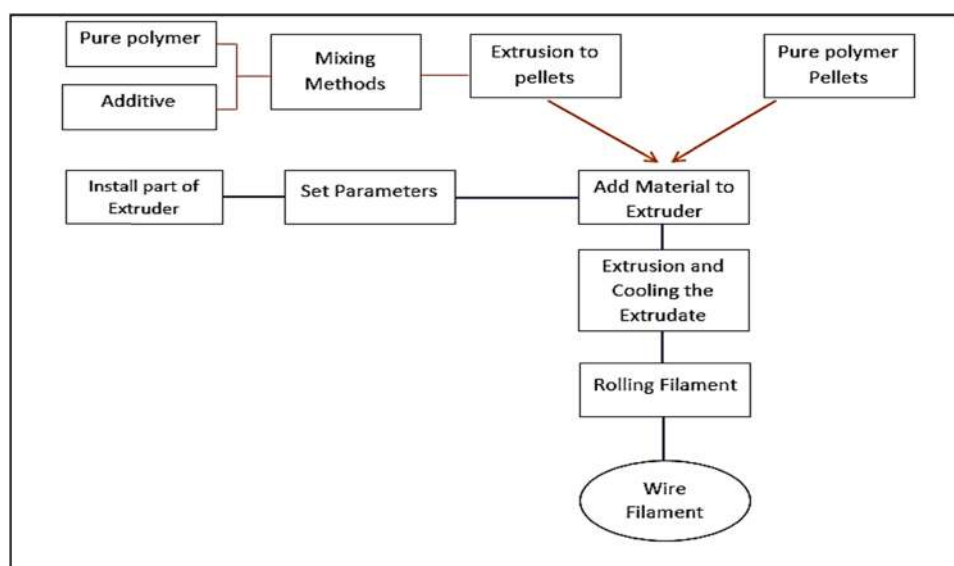 Pure polymer
Additive
Mixing
Methods
Extrusion to
pellets
Pure polymer
Pellets
Install part of
Extruder
Set Parameters
Add Material to
Extruder
Extrusion and
Cooling the
Extrudate
Rolling Filament
Wire
Filament